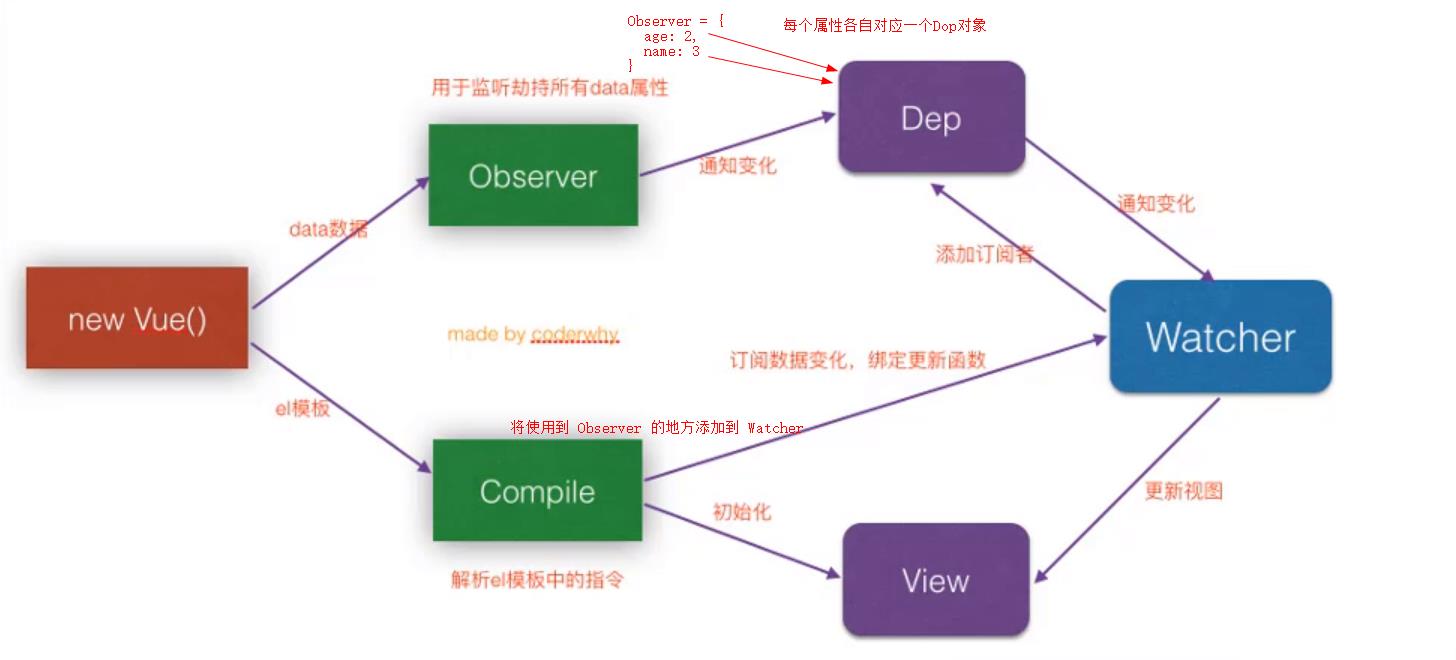 Observer = {
age: 2,
name: 3
}
每个属性各自对应一个Dop对象
用于监听劫持所有data属性
Observer
Dep
通知变化
通知变化
data数据
添加订阅者
new Vue()
made by coderwhy
Watcher
订阅数据变化，绑定更新函数
el模板
将使用到 Observer 的地方添加到 Watcher
Compile
初始化
更新视图
解析el模板中的指令
View